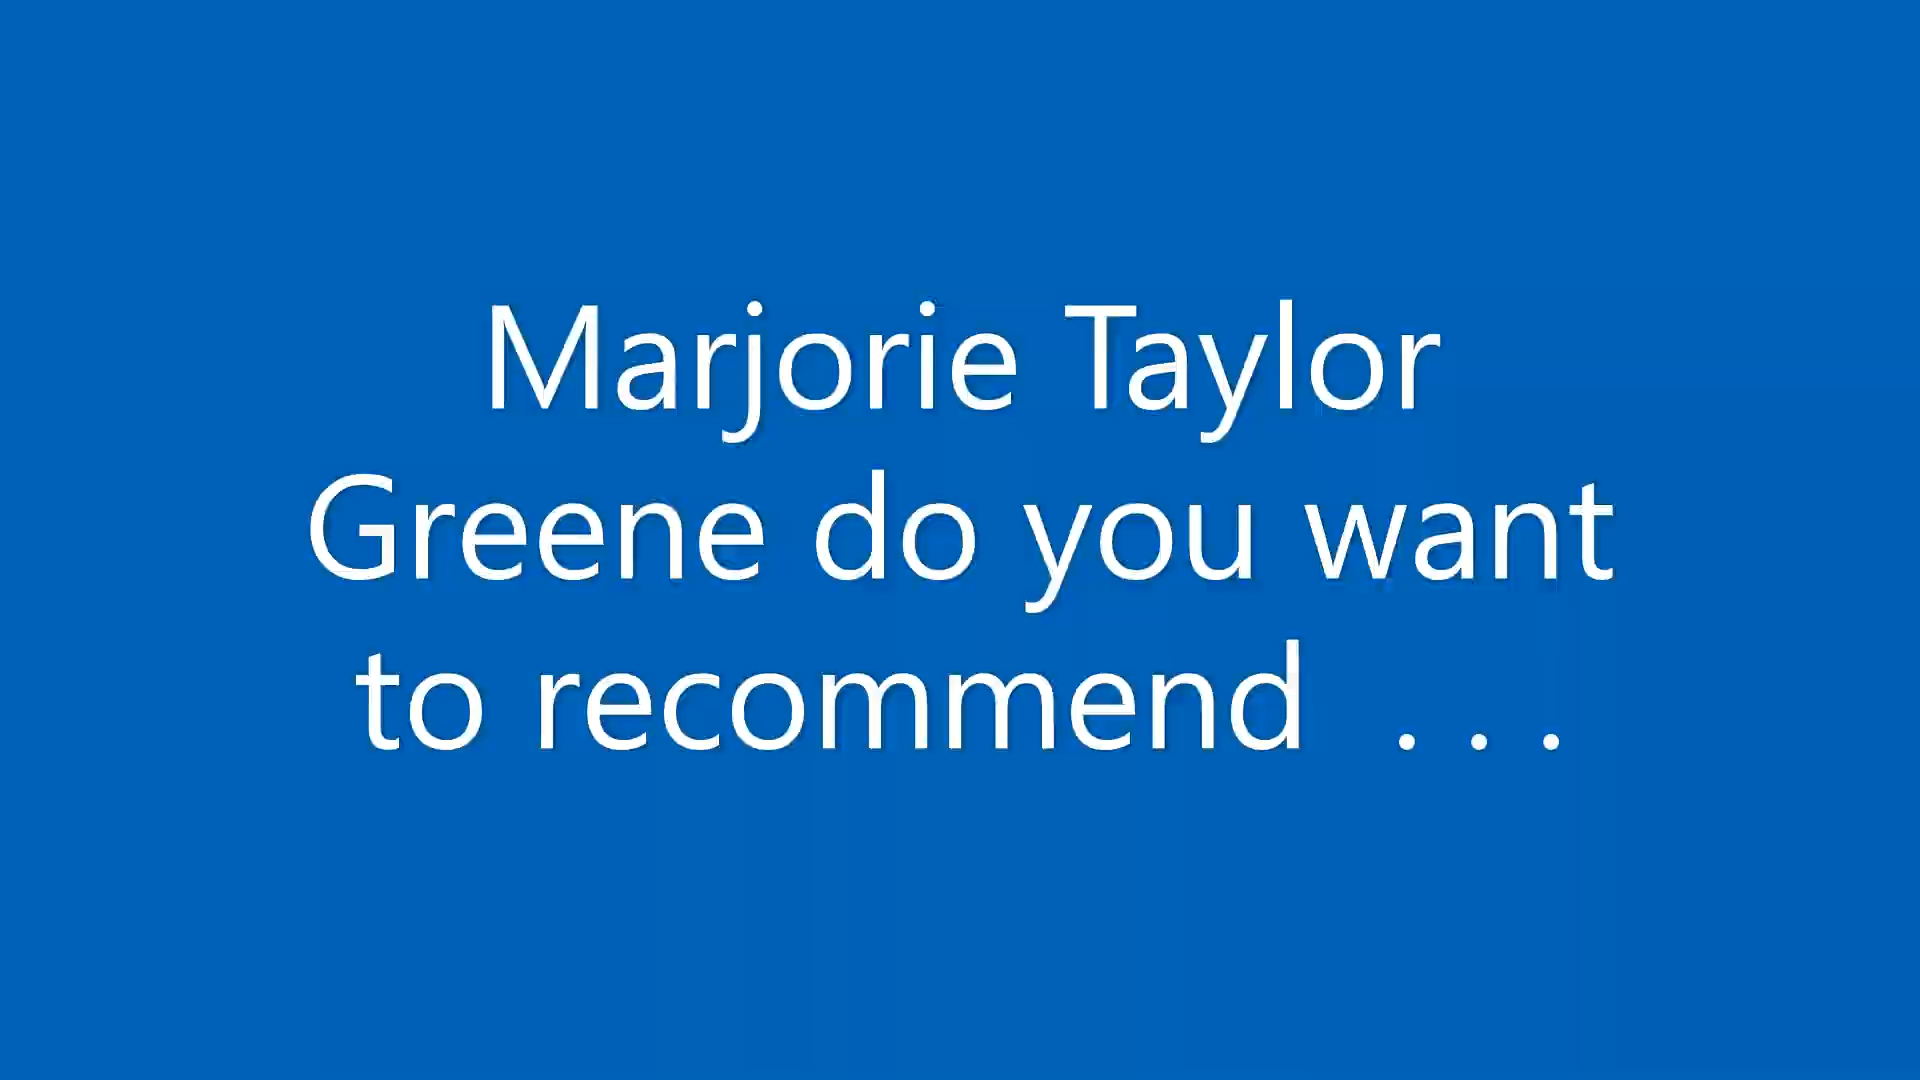 Marjorie Taylor
Greene do you want
to recommend  . . .